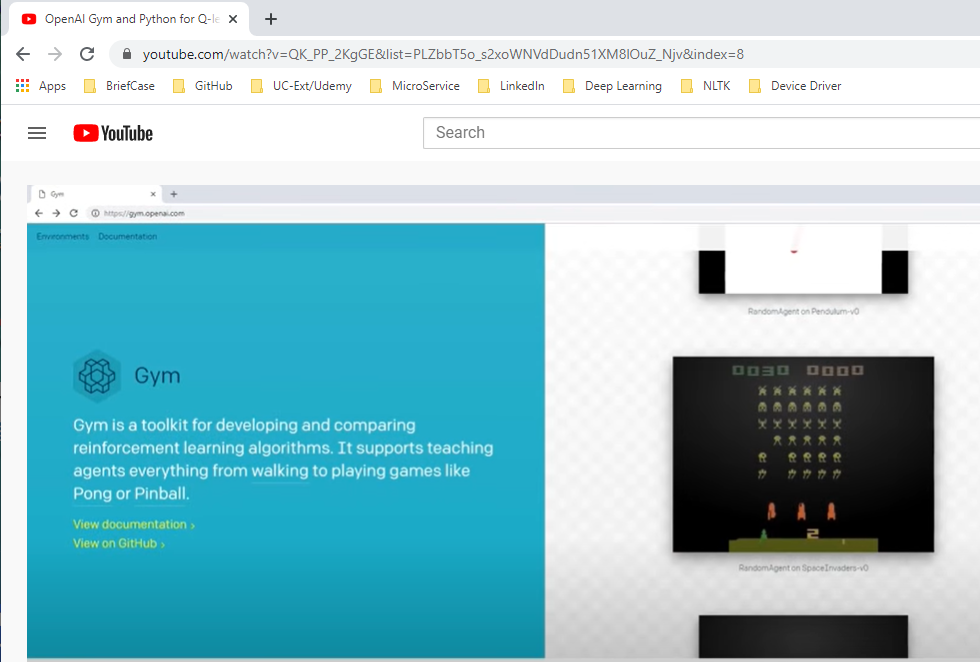 OpenAI Gym and Python for Q-le
youtube.com/watch?v=QK_PP_2KgGE&list=PLZbbT5o_s2xoWNVdDudn51XM8lOuZ_Njv&index=8
Apps BriefCase GitHub UC-Ext/Udemy MicroService LinkedIn Deep Learning NLTK Device Driver
YouTube
Search
Gym
https://gym.openai.com
Environments Documentation
RandomAgent on Pendulum-v0
Gym
Gym is a toolkit for developing and comparing
reinforcement learning algorithms. It supports teaching
agents everything from walking to playing games like
Pong or Pinball.
View documentation ›
View on GitHub ›
0030 0000
2
RandomAgent on SpaceInvaders-v0